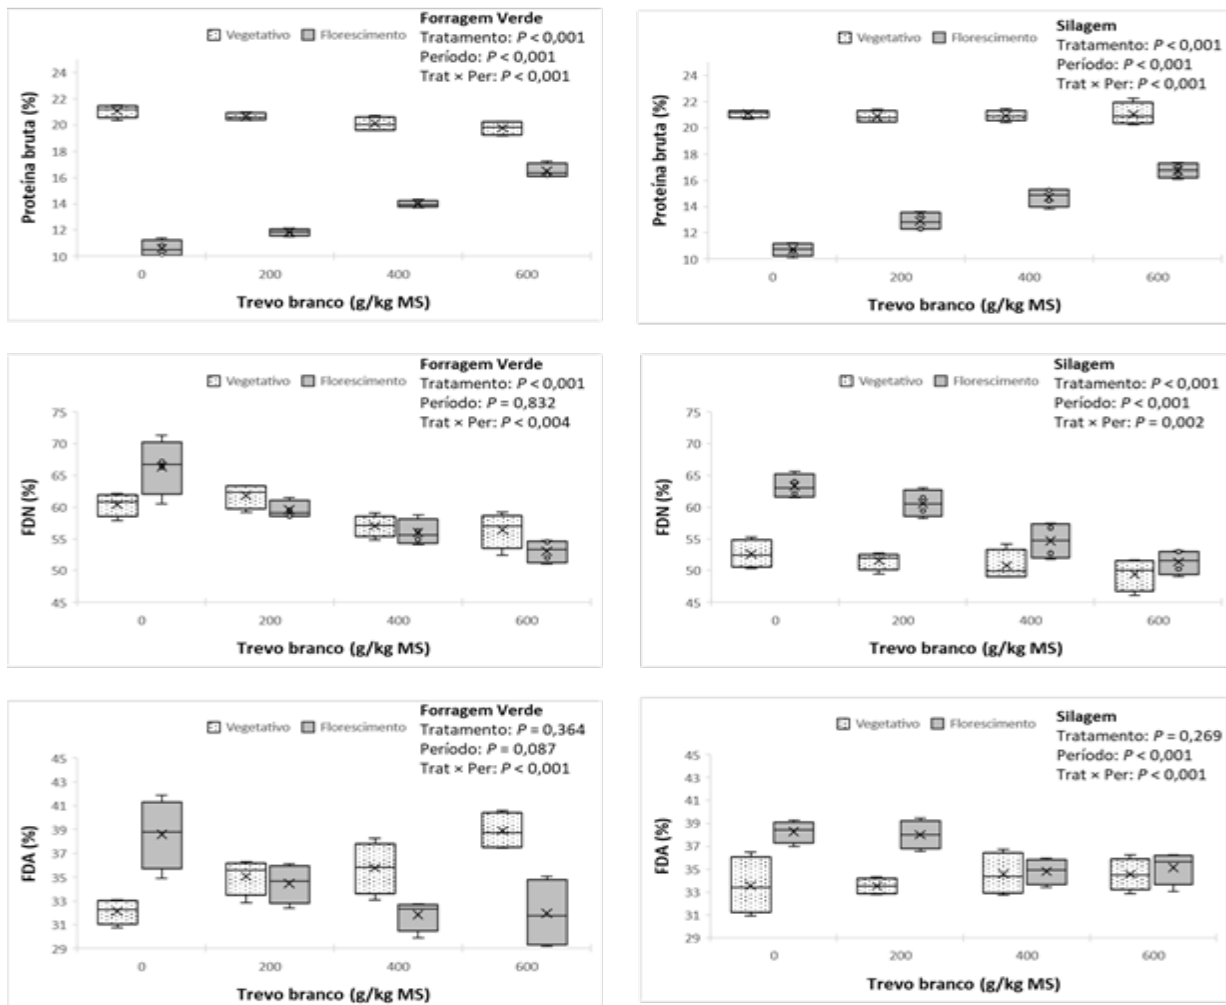 Forragem Verde
Vegetativo Florescimento
Tratamento: P < 0,001
Período: P < 0,001
Trat × Per: P < 0,001
Proteína bruta (%)
24
22
20
18
16
14
12
10
0 200 400 600
Trevo branco (g/kg MS)
Silagem
Vegetativo Florescimento
Tratamento: P < 0,001
Período: P < 0,001
Trat × Per: P < 0,001
Proteína bruta (%)
24
22
20
18
16
14
12
10
0 200 400 600
Trevo branco (g/kg MS)
Forragem Verde
Vegetativo Florescimento
Tratamento: P < 0,001
Período: P = 0,832
Trat × Per: P < 0,004
FDN (%)
75
70
65
60
55
50
45
0 200 400 600
Trevo branco (g/kg MS)
Silagem
Vegetativo Florescimento
Tratamento: P < 0,001
Período: P < 0,001
Trat × Per: P = 0,002
FDN (%)
75
70
65
60
55
50
45
0 200 400 600
Trevo branco (g/kg MS)
Forragem Verde
Vegetativo Florescimento
Tratamento: P = 0,364
Período: P = 0,087
Trat × Per: P < 0,001
FDA (%)
45
43
41
39
37
35
33
31
29
0 200 400 600
Trevo branco (g/kg MS)
Silagem
Vegetativo Florescimento
Tratamento: P = 0,269
Período: P < 0,001
Trat × Per: P < 0,001
FDA (%)
45
43
41
39
37
35
33
31
29
0 200 400 600
Trevo branco (g/kg MS)